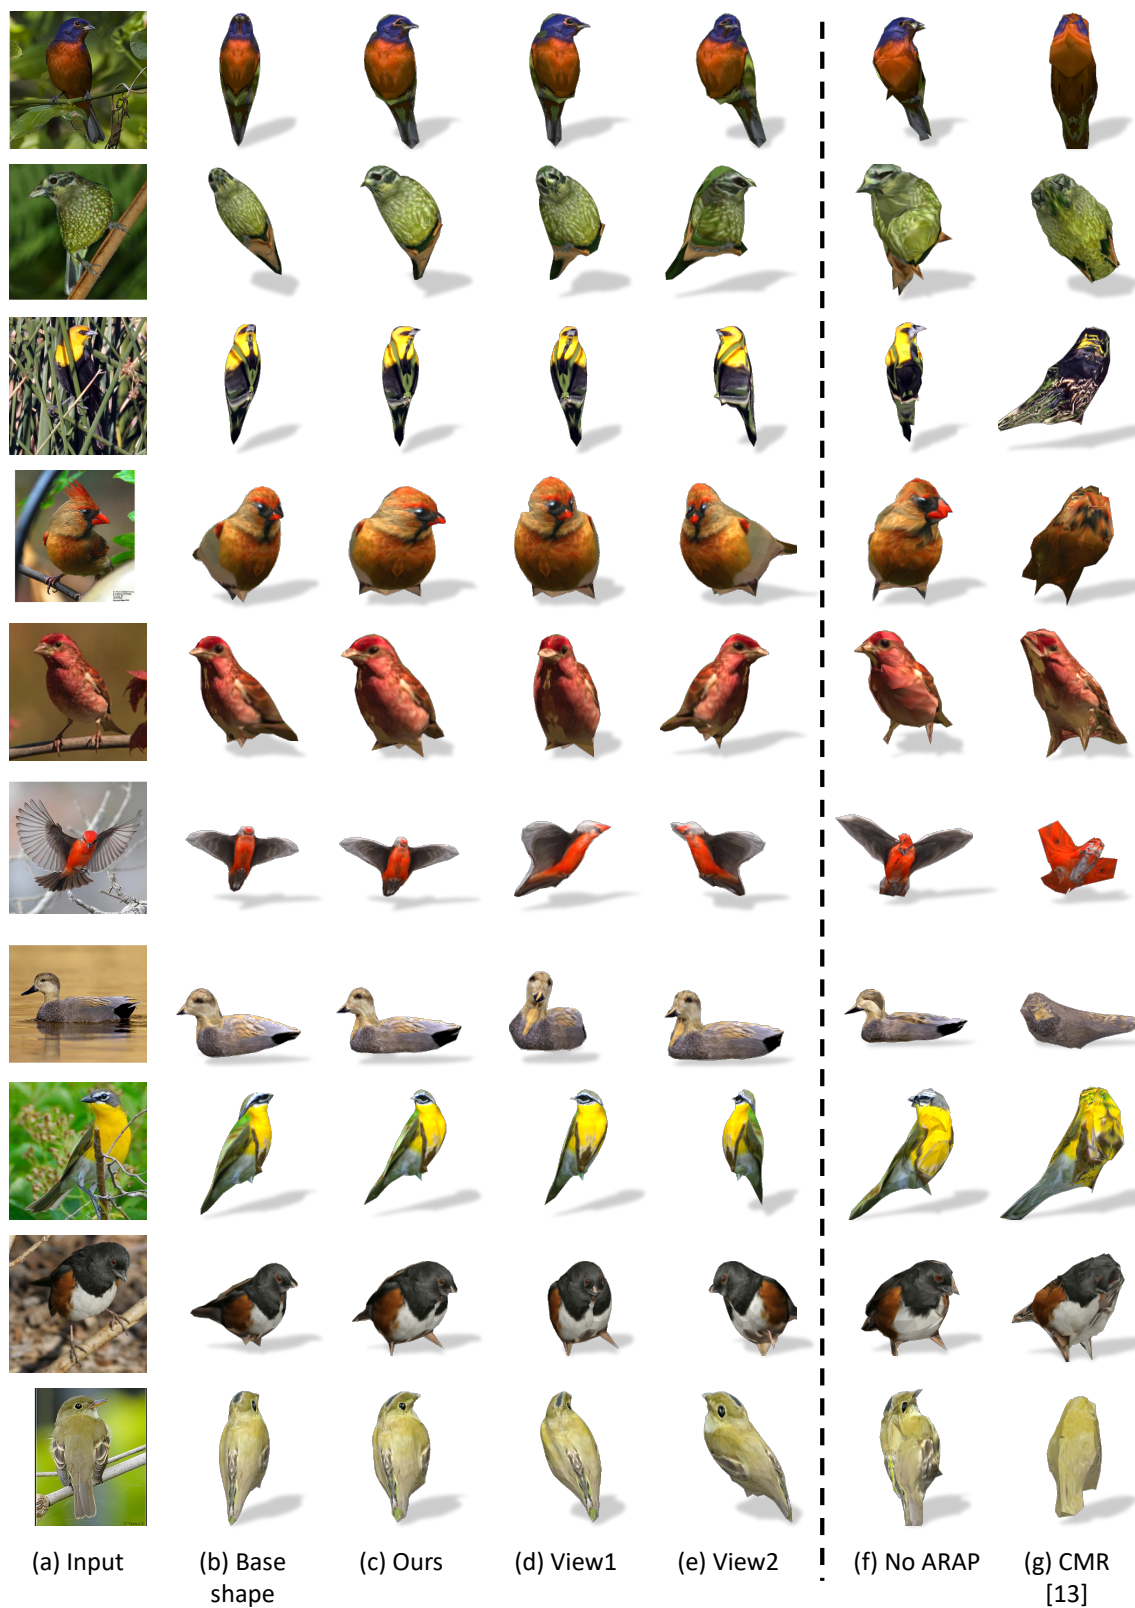 (a) Input
(b) Base
shape
(c) Ours
(d) View1
(e) View2
(f) No ARAP
(g) CMR
[13]